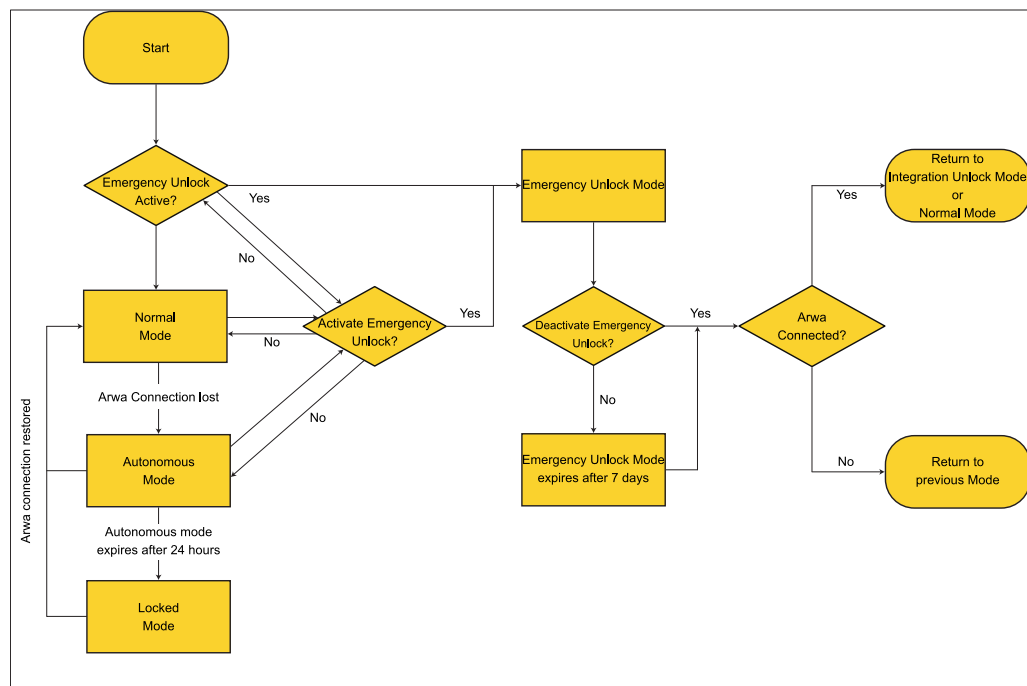 Start
Emergency Unlock
Active?
Yes
No
Normal
Mode
Activate Emergency
Unlock?
Yes
No
Arwa Connection lost
No
Autonomous
Mode
Autonomous mode
expires after 24 hours
Locked
Mode
Arwa connection restored
Emergency Unlock Mode
Deactivate Emergency
Unlock?
Yes
No
Emergency Unlock Mode
expires after 7 days
Arwa
Connected?
Yes
Return to
Integration Unlock Mode
or
Normal Mode
No
Return to
previous Mode